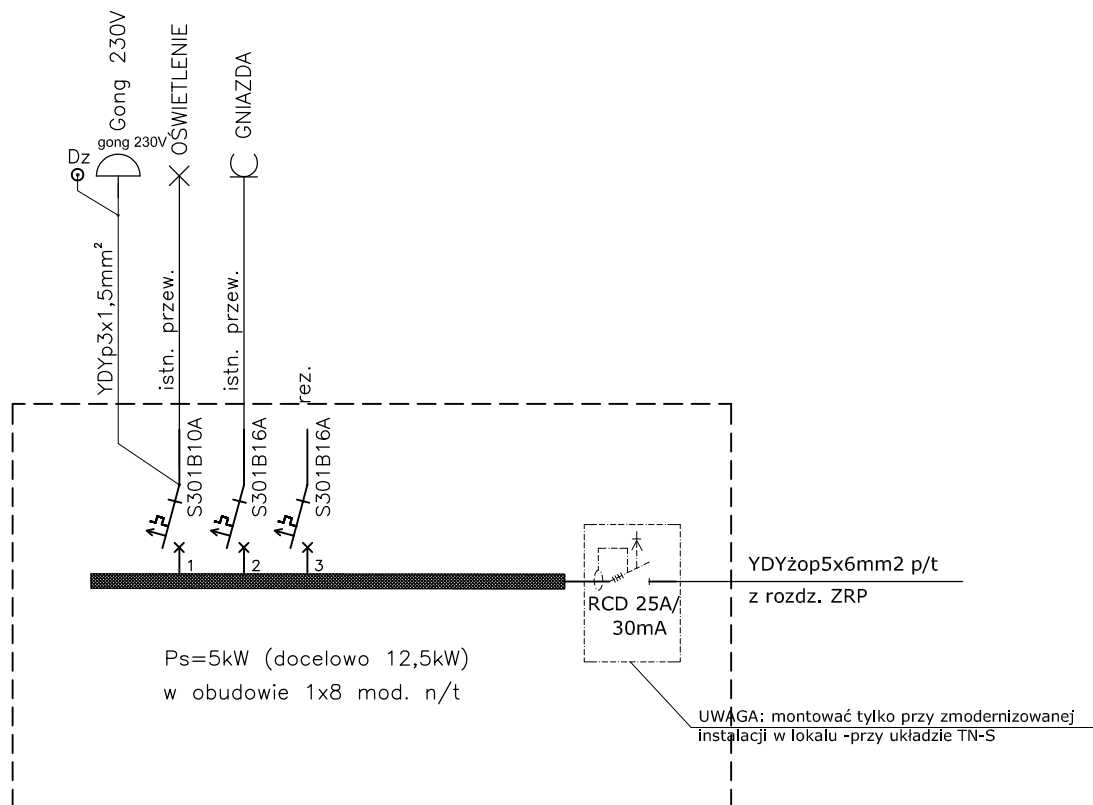 Gong 230V
gong 230V
Dz
OŚWIETLENIE
GNIAZDA
YDYp3x1,5mm²
istn. przew.
istn. przew.
rez.
S301B10A
S301B16A
S301B16A
1
2
3
RCD 25A/
30mA
YDYżop5x6mm2 p/t
z rozdz. ZRP
Ps=5kW (docelowo 12,5kW)
w obudowie 1x8 mod. n/t
UWAGA: montować tylko przy zmodernizowanej
instalacji w lokalu -przy układzie TN-S